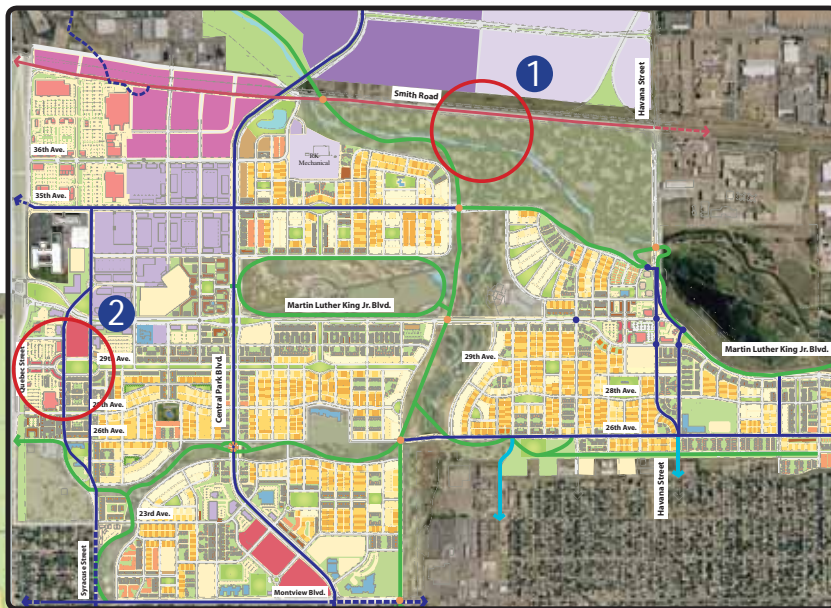 1
Smith Road
Havana Street
36th Ave.
RK
Mechanical
35th Ave.
2
Martin Luther King Jr. Blvd.
Quebec Street
29th Ave.
Central Park Blvd.
29th Ave.
Martin Luther King Jr. Blvd.
28th Ave.
28th Ave.
26th Ave.
26th Ave.
Havana Street
23rd Ave.
Syracuse Street
Montview Blvd.